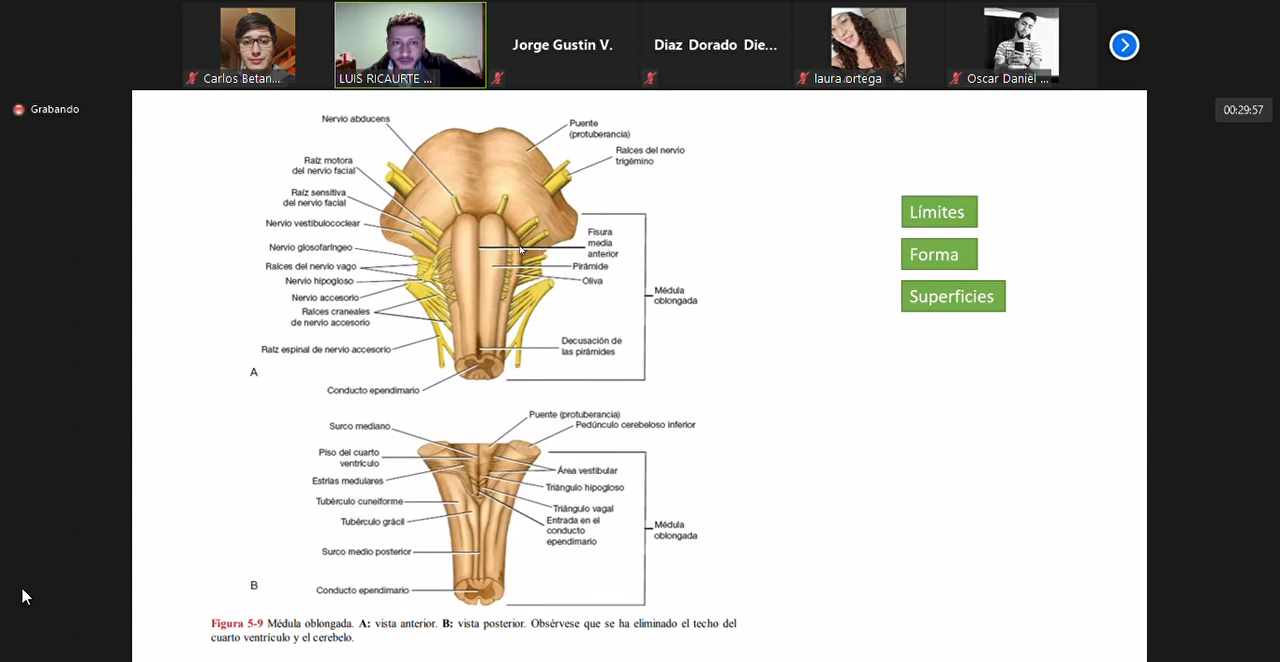 Carlos Betan...
LUIS RICAURTE ...
Jorge Gustin V.
Diaz Dorado Die...
laura ortega
Oscar Daniel ...
Grabando
00:29:57
Nervio abducens
Raíz motora
del nervio facial
Raíz sensitiva
del nervio facial
Nervio vestibulococlear
Nervio glosofaríngeo
Raíces del nervio vago
Nervio hipogloso
Nervio accesorio
Raíces craneales
de nervio accesorio
Raíz espinal de nervio accesorio
A
Conducto ependimario
Puente
(protuberancia)
Raíces del nervio
trigémino
Fisura
media
anterior
Pirámide
Oliva
Médula
oblongada
Decusación de
las pirámides
Límites
Forma
Superficies
Surco mediano
Piso del cuarto
ventrículo
Estrías medulares
Tubérculo cuneiforme
Tubérculo grácil
Surco medio posterior
B
Conducto ependimario
Puente (protuberancia)
Pedúnculo cerebeloso inferior
Área vestibular
Triángulo hipogloso
Triángulo vagal
Entrada en el
conducto
ependimario
Médula
oblongada
Figura 5-9 Médula oblongada. A: vista anterior. B: vista posterior. Obsérvese que se ha eliminado el techo del
cuarto ventrículo y el cerebelo.